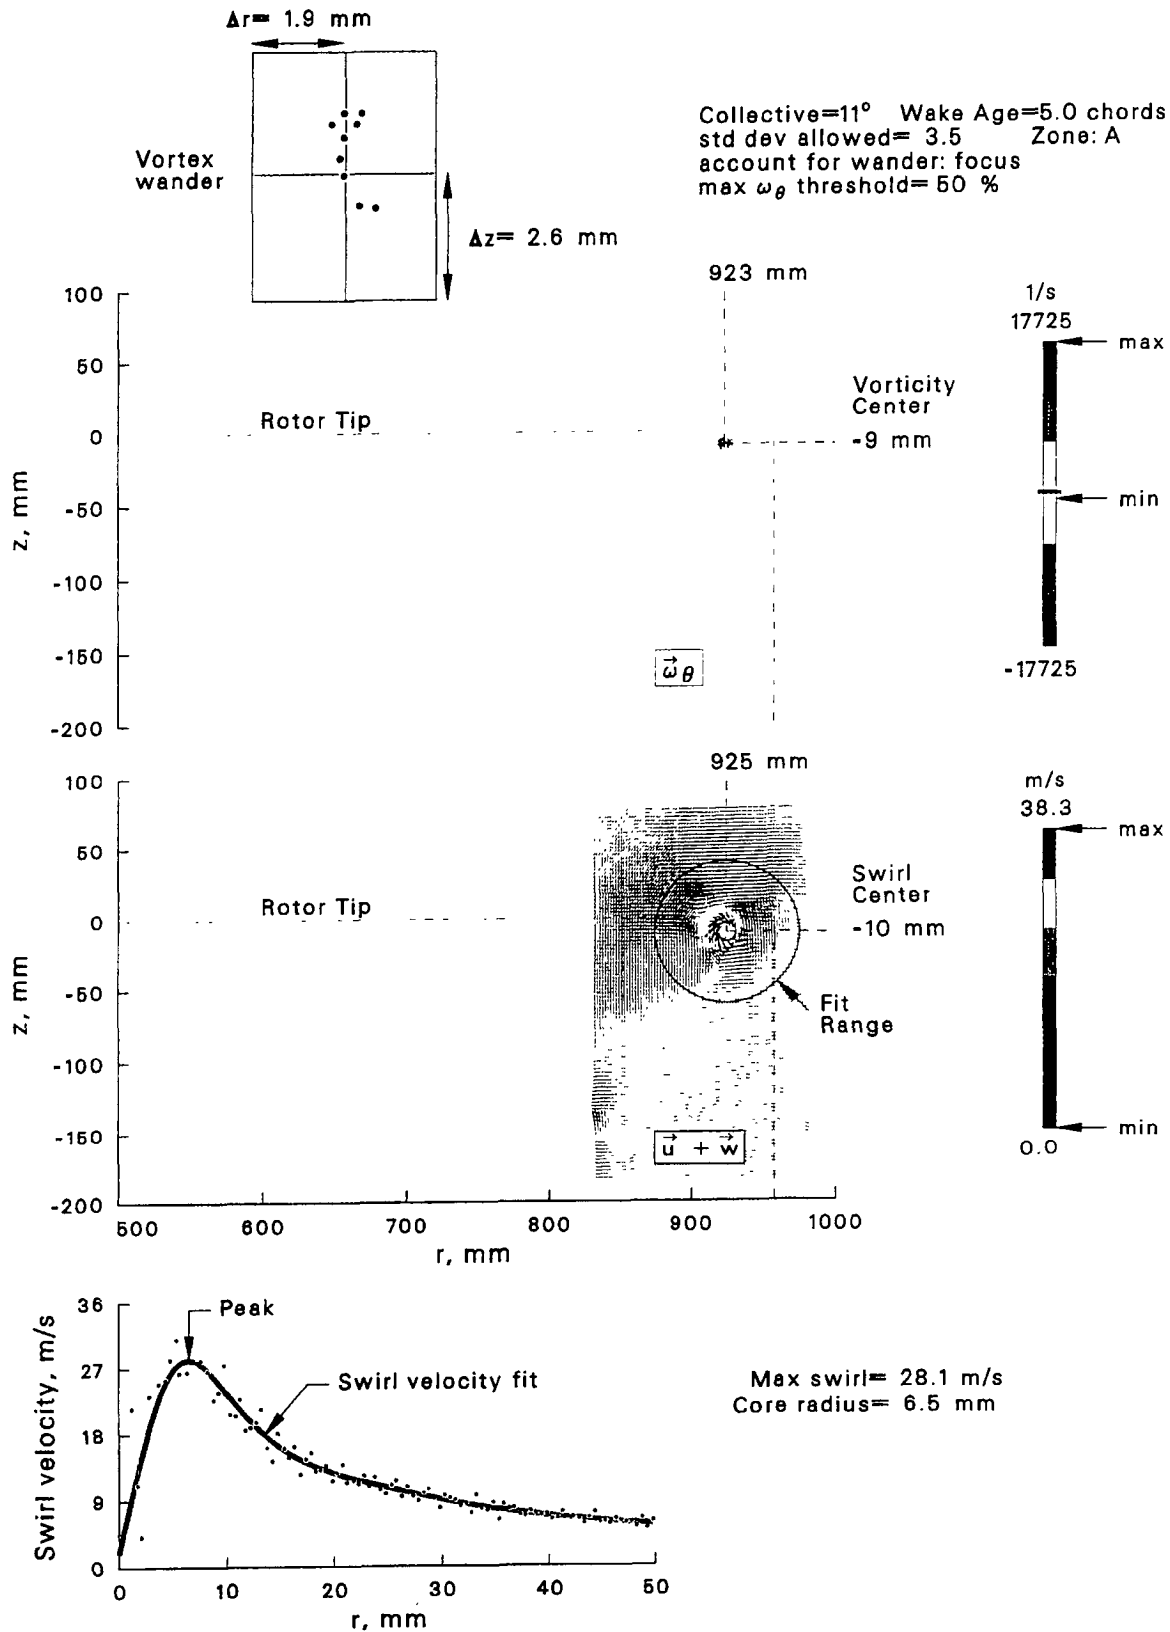 Δr= 1.9 mm
Vortex
wander
Δz= 2.6 mm
Collective=11° Wake Age=5.0 chords
std dev allowed= 3.5 Zone: A
account for wander: focus
max ωθ threshold= 50 %
923 mm
100
50
0
-50
-100
-150
-200
z, mm
Rotor Tip
Vorticity
Center
-9 mm
ω⃗θ
1/s
17725
max
min
-17725
925 mm
100
50
0
-50
-100
-150
-200
z, mm
Rotor Tip
Swirl
Center
-10 mm
Fit
Range
u⃗ + w⃗
m/s
38.3
max
min
0.0
500 600 700 800 900 1000
r, mm
36
27
18
9
0
Swirl velocity, m/s
Peak
Swirl velocity fit
Max swirl= 28.1 m/s
Core radius= 6.5 mm
0 10 20 30 40 50
r, mm